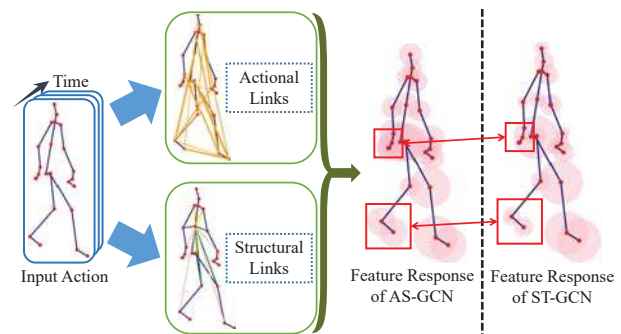 Time
Input Action
Actional
Links
Structural
Links
Feature Response
of AS-GCN
Feature Response
of ST-GCN